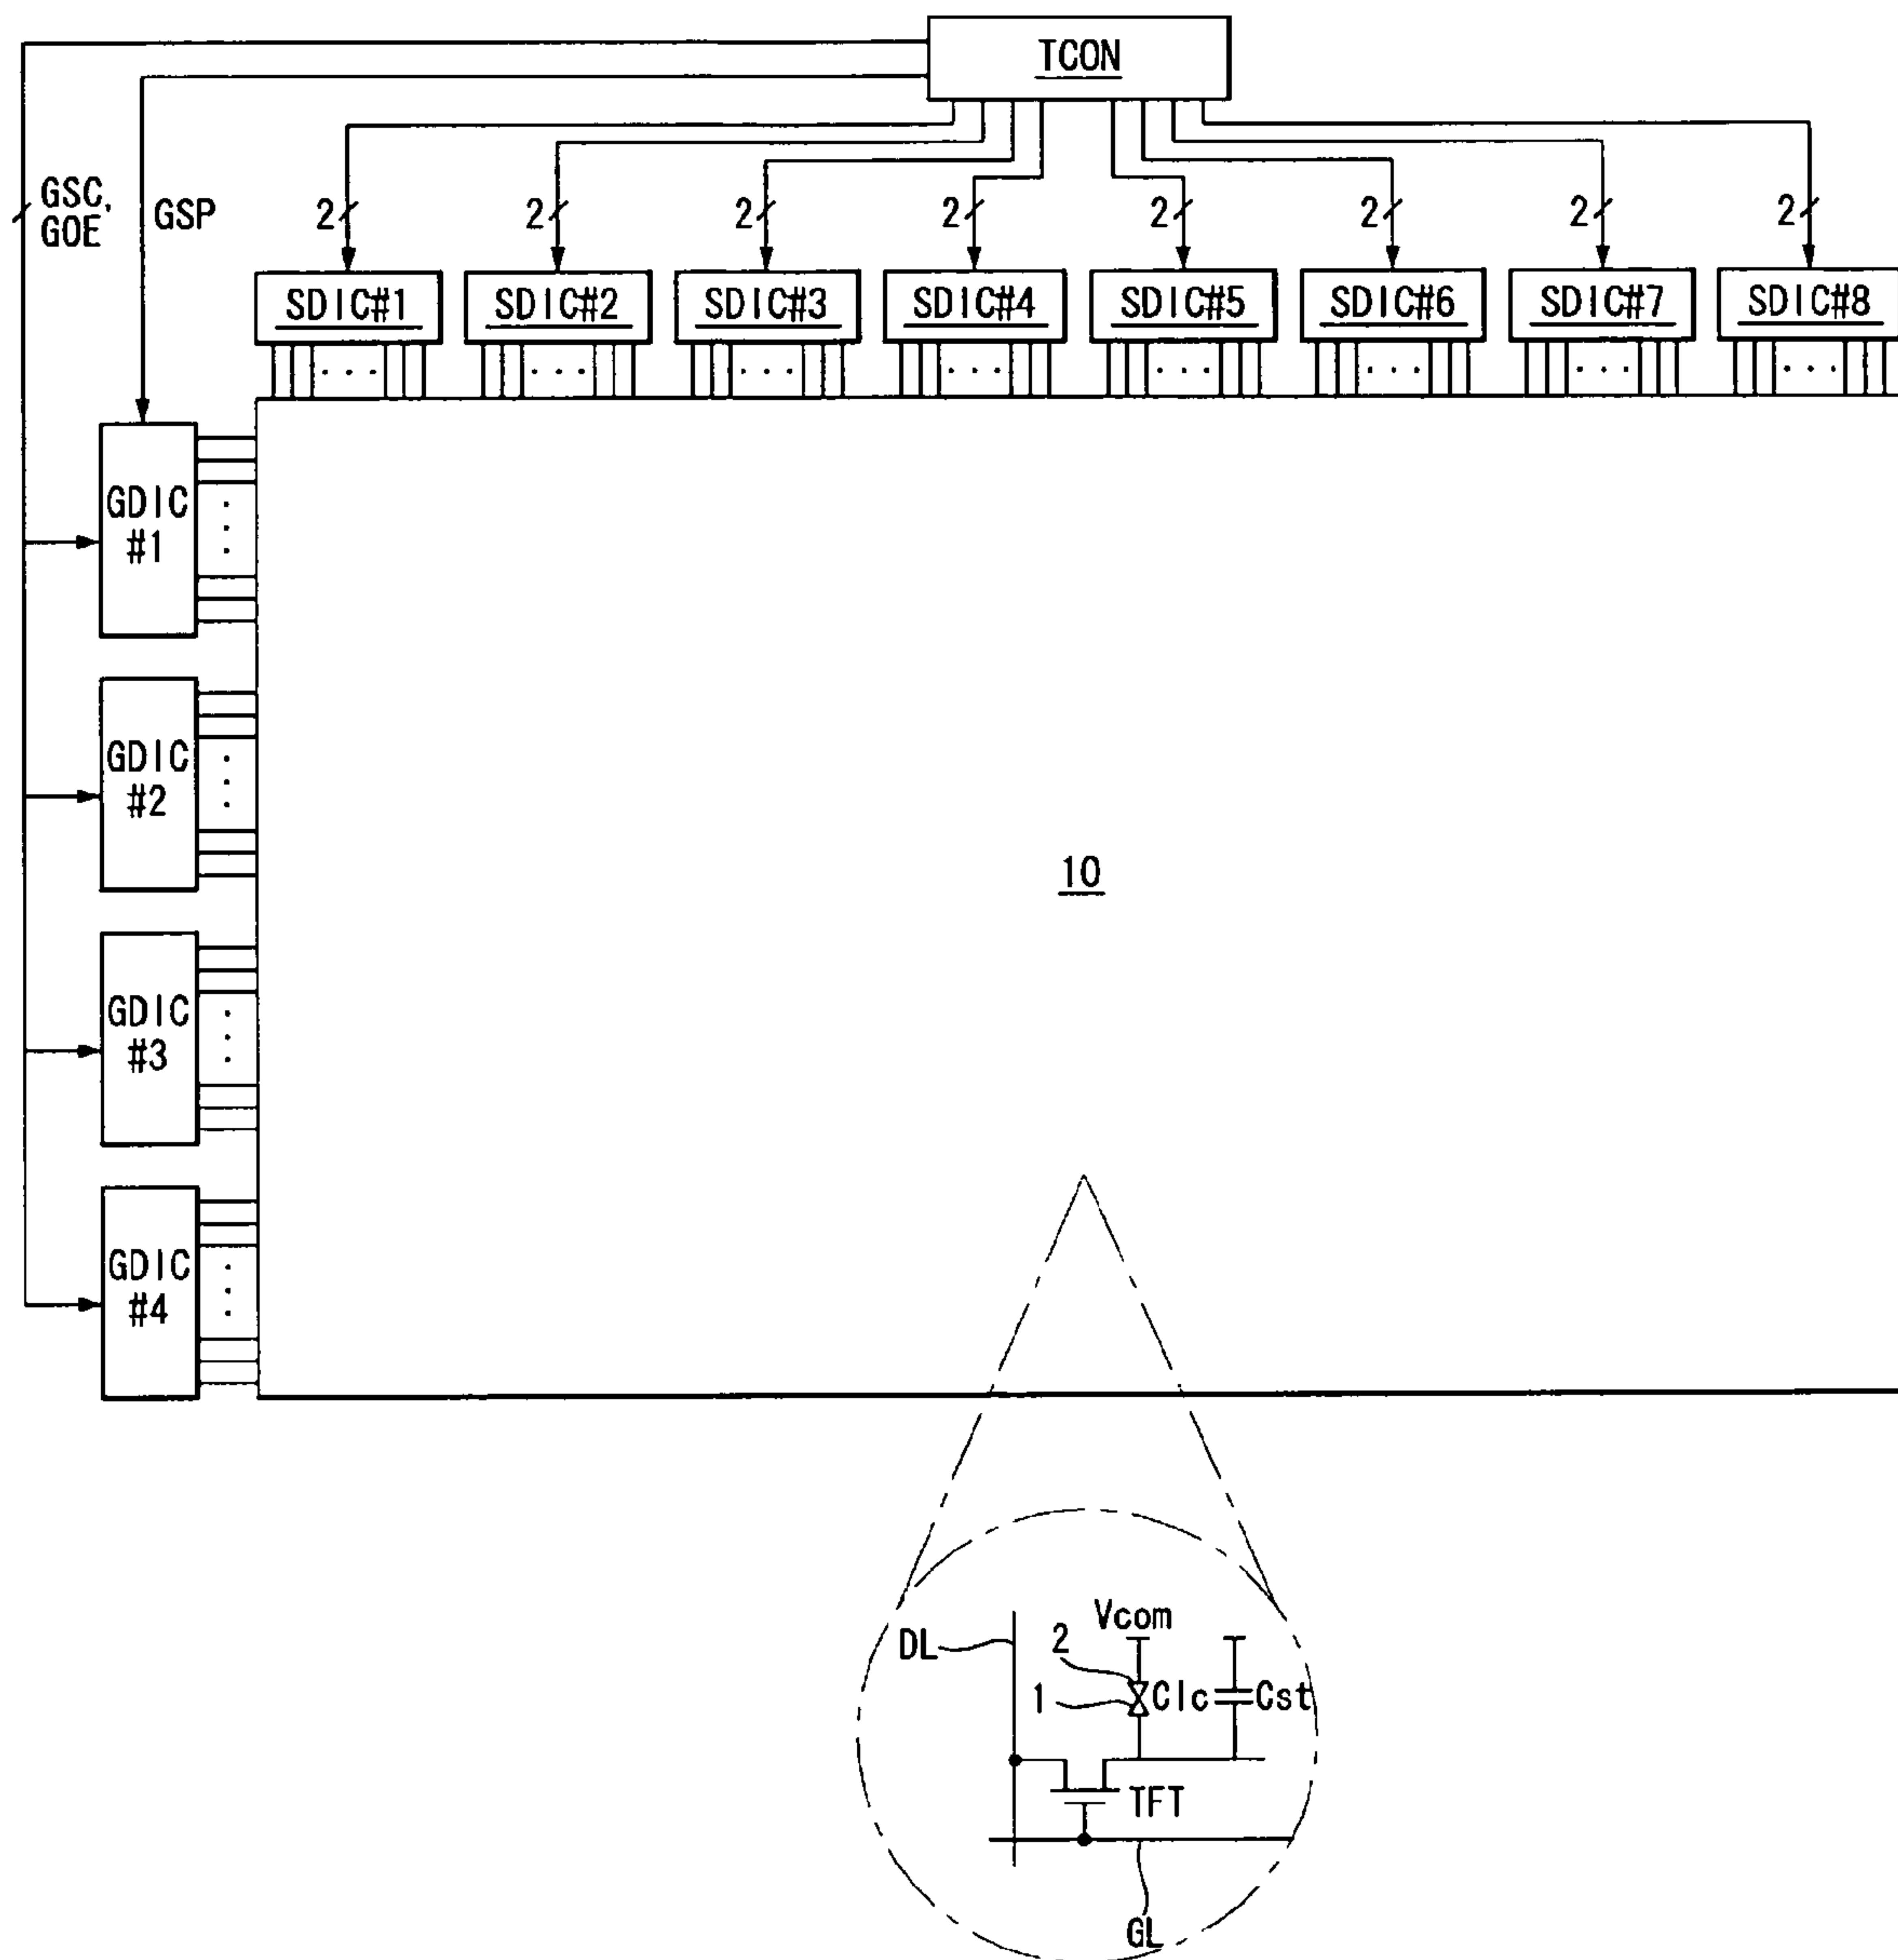 TCON
GSC,
GOE
GSP
2
2
2
2
2
2
2
2
SDIC#1
SDIC#2
SDIC#3
SDIC#4
SDIC#5
SDIC#6
SDIC#7
SDIC#8
GDIC
#1
GDIC
#2
10
GDIC
#3
GDIC
#4
Vcom
DL
2
1
Clc
Cst
TFT
GL